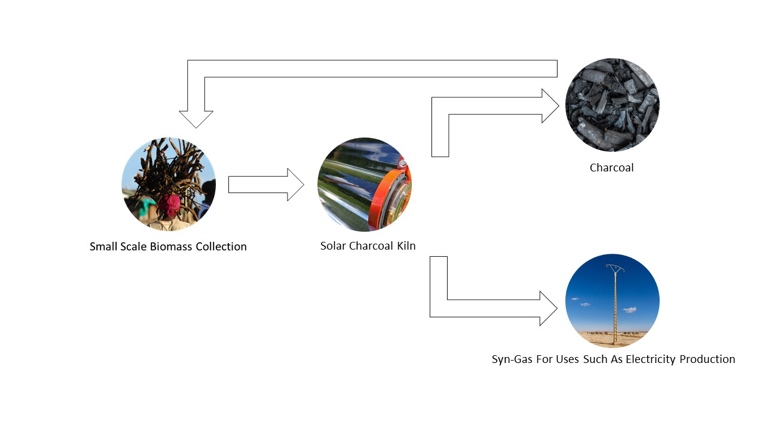 Charcoal
Small Scale Biomass Collection
Solar Charcoal Kiln
Syn-Gas For Uses Such As Electricity Production